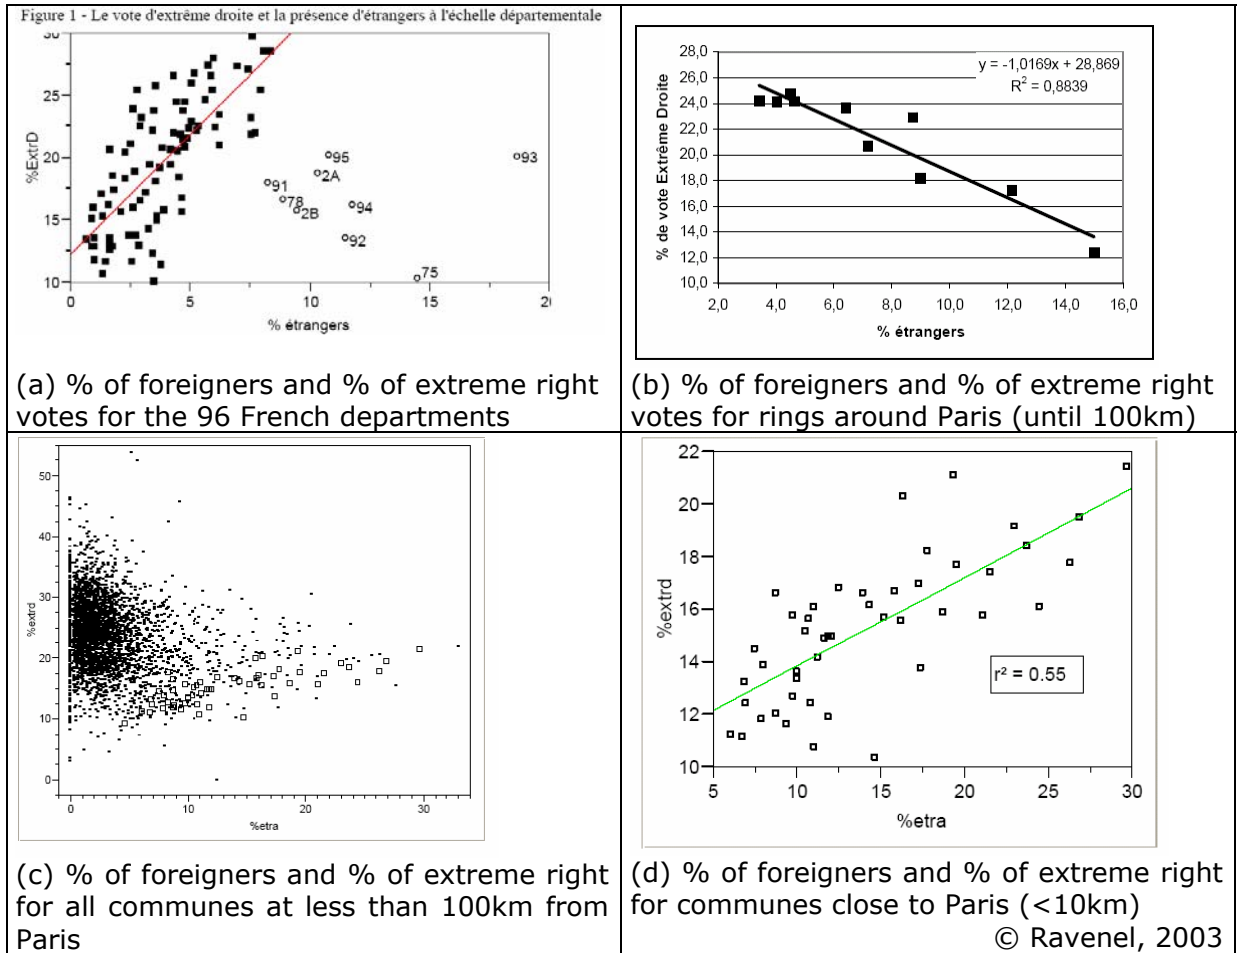 Figure 1 - Le vote d'extrême droite et la présence d'étrangers à l'échelle départementale
30
25
20
15
10
%ExtrD
95
93
2A
91
78
2B
94
92
75
0
5
10
15
20
% étrangers
(a) % of foreigners and % of extreme right
votes for the 96 French departments
28,0
26,0
24,0
22,0
20,0
18,0
16,0
14,0
12,0
10,0
% de vote Extrême Droite
y = -1,0169x + 28,869
R² = 0,8839
2,0
4,0
6,0
8,0
10,0
12,0
14,0
16,0
% étrangers
(b) % of foreigners and % of extreme right
votes for rings around Paris (until 100km)
50
40
30
20
10
0
%extrd
0
10
20
30
%etra
(c) % of foreigners and % of extreme right
for all communes at less than 100km from
Paris
22
20
18
16
14
12
10
%extrd
r² = 0.55
5
10
15
20
25
30
%etra
(d) % of foreigners and % of extreme right
for communes close to Paris (<10km)
© Ravenel, 2003